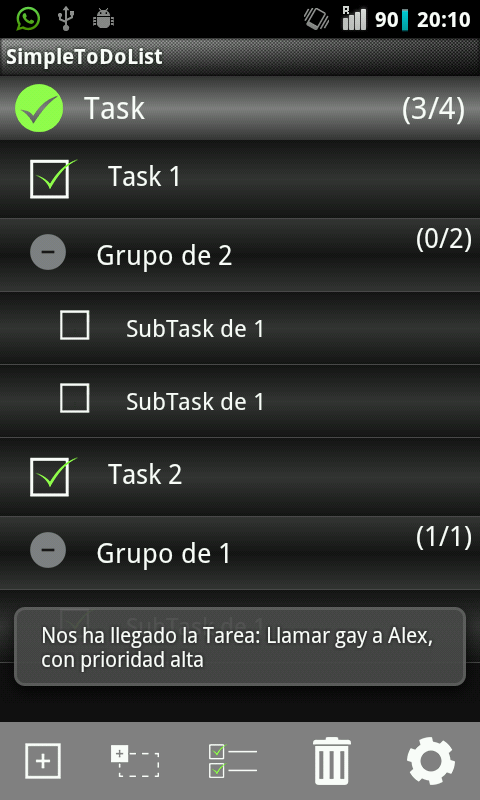 R
90 20:10
SimpleToDoList
Task (3/4)
Task 1
Grupo de 2 (0/2)
SubTask de 1
SubTask de 1
Task 2
Grupo de 1 (1/1)
SubTask de 1
Nos ha llegado la Tarea: Llamar gay a Alex,
con prioridad alta